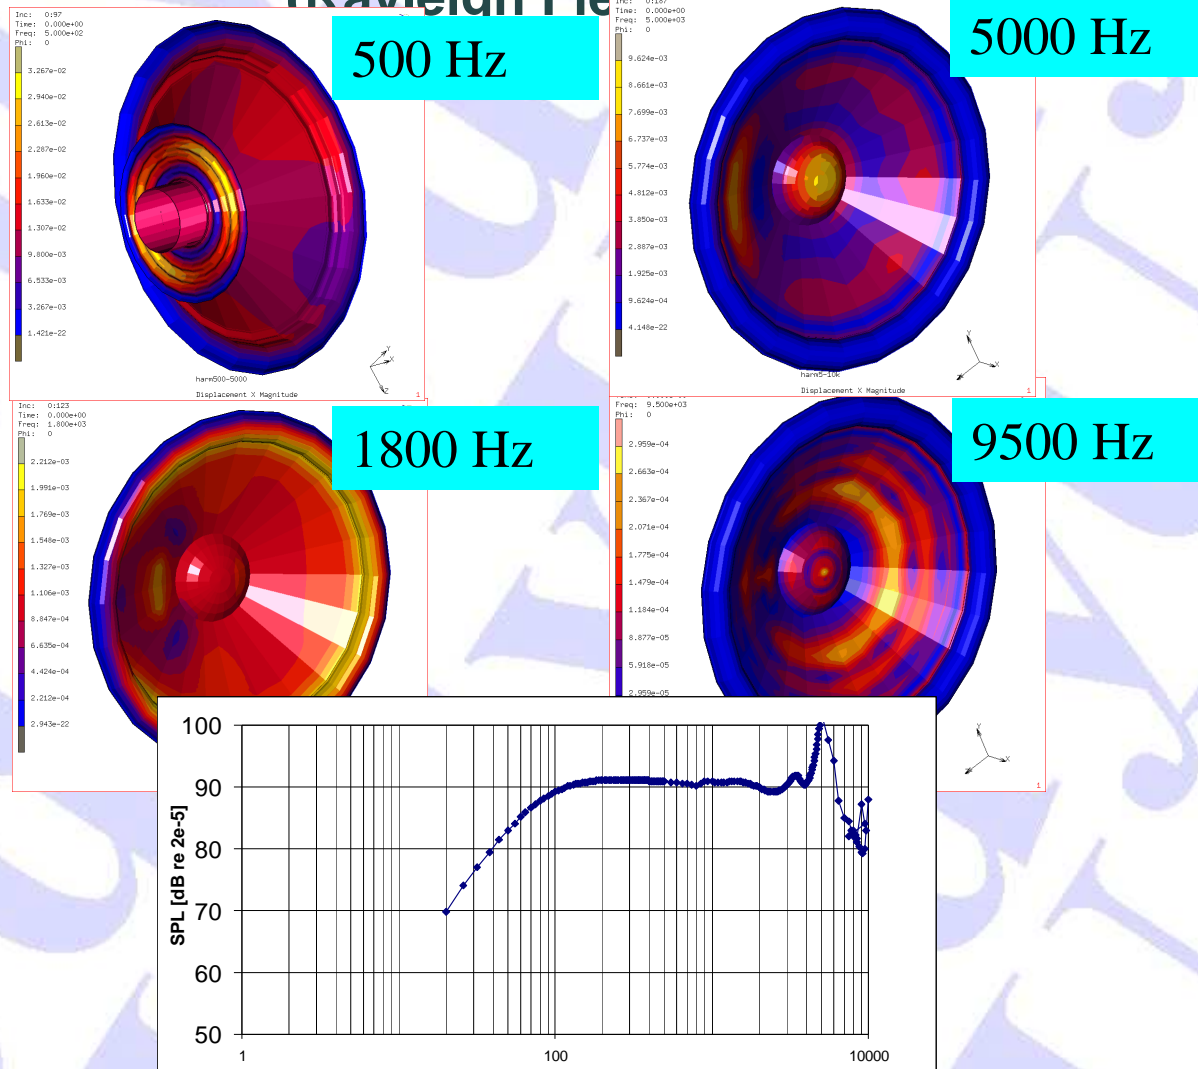 Inc: 0:97
Time: 0.000e+00
Freq: 5.000e+02
Phi: 0
3.267e-02
2.940e-02
2.613e-02
2.287e-02
1.960e-02
1.633e-02
1.307e-02
9.800e-03
6.533e-03
3.267e-03
1.421e-22
500 Hz
Y
X
Z
harm500-5000
Displacement X Magnitude
1
Time: 0.000e+00
Freq: 5.000e+03
Phi: 0
9.624e-03
8.661e-03
7.699e-03
6.737e-03
5.774e-03
4.812e-03
3.850e-03
2.887e-03
1.925e-03
9.624e-04
4.148e-22
5000 Hz
Y
X
Z
harm5-10k
Displacement X Magnitude
1
Inc: 0:123
Time: 0.000e+00
Freq: 1.800e+03
Phi: 0
2.212e-03
1.991e-03
1.769e-03
1.548e-03
1.327e-03
1.106e-03
8.847e-04
6.635e-04
4.424e-04
2.212e-04
2.943e-22
1800 Hz
Freq: 9.500e+03
Phi: 0
2.959e-04
2.663e-04
2.367e-04
2.071e-04
1.775e-04
1.479e-04
1.184e-04
8.877e-05
5.918e-05
2.959e-05
9500 Hz
Y
X
Z
1
SPL [dB re 2e-5]
100
90
80
70
60
50
1
100
10000